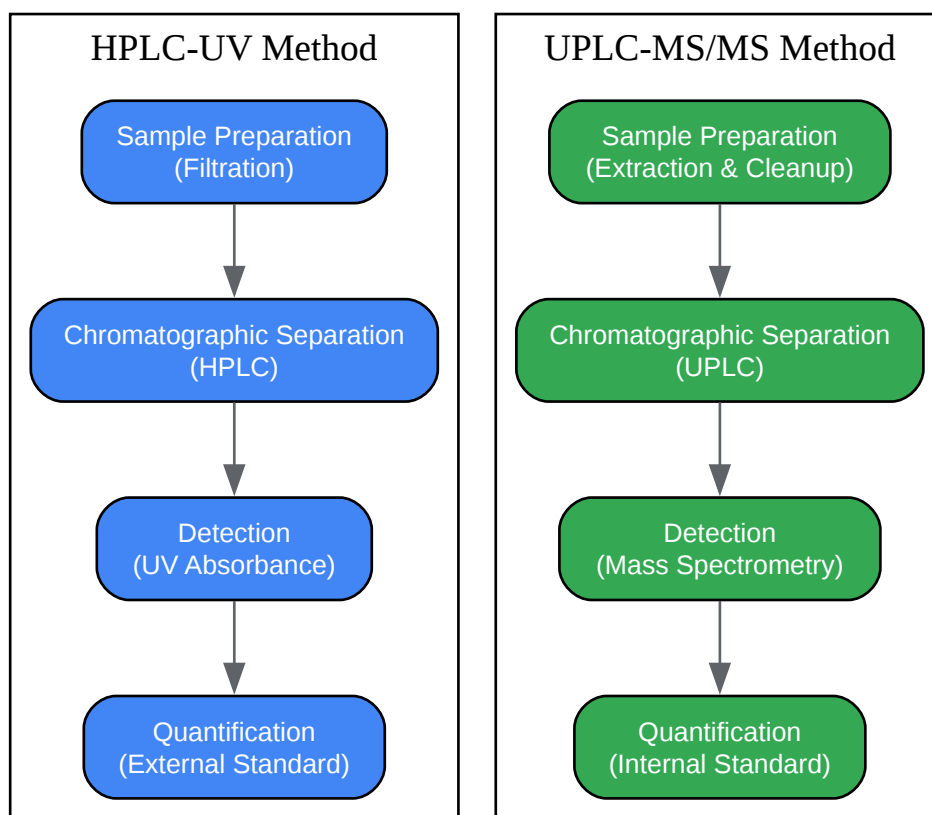 HPLC-UV Method
Sample Preparation
(Filtration)
Chromatographic Separation
(HPLC)
Detection
(UV Absorbance)
Quantification
(External Standard)
UPLC-MS/MS Method
Sample Preparation
(Extraction & Cleanup)
Chromatographic Separation
(UPLC)
Detection
(Mass Spectrometry)
Quantification
(Internal Standard)